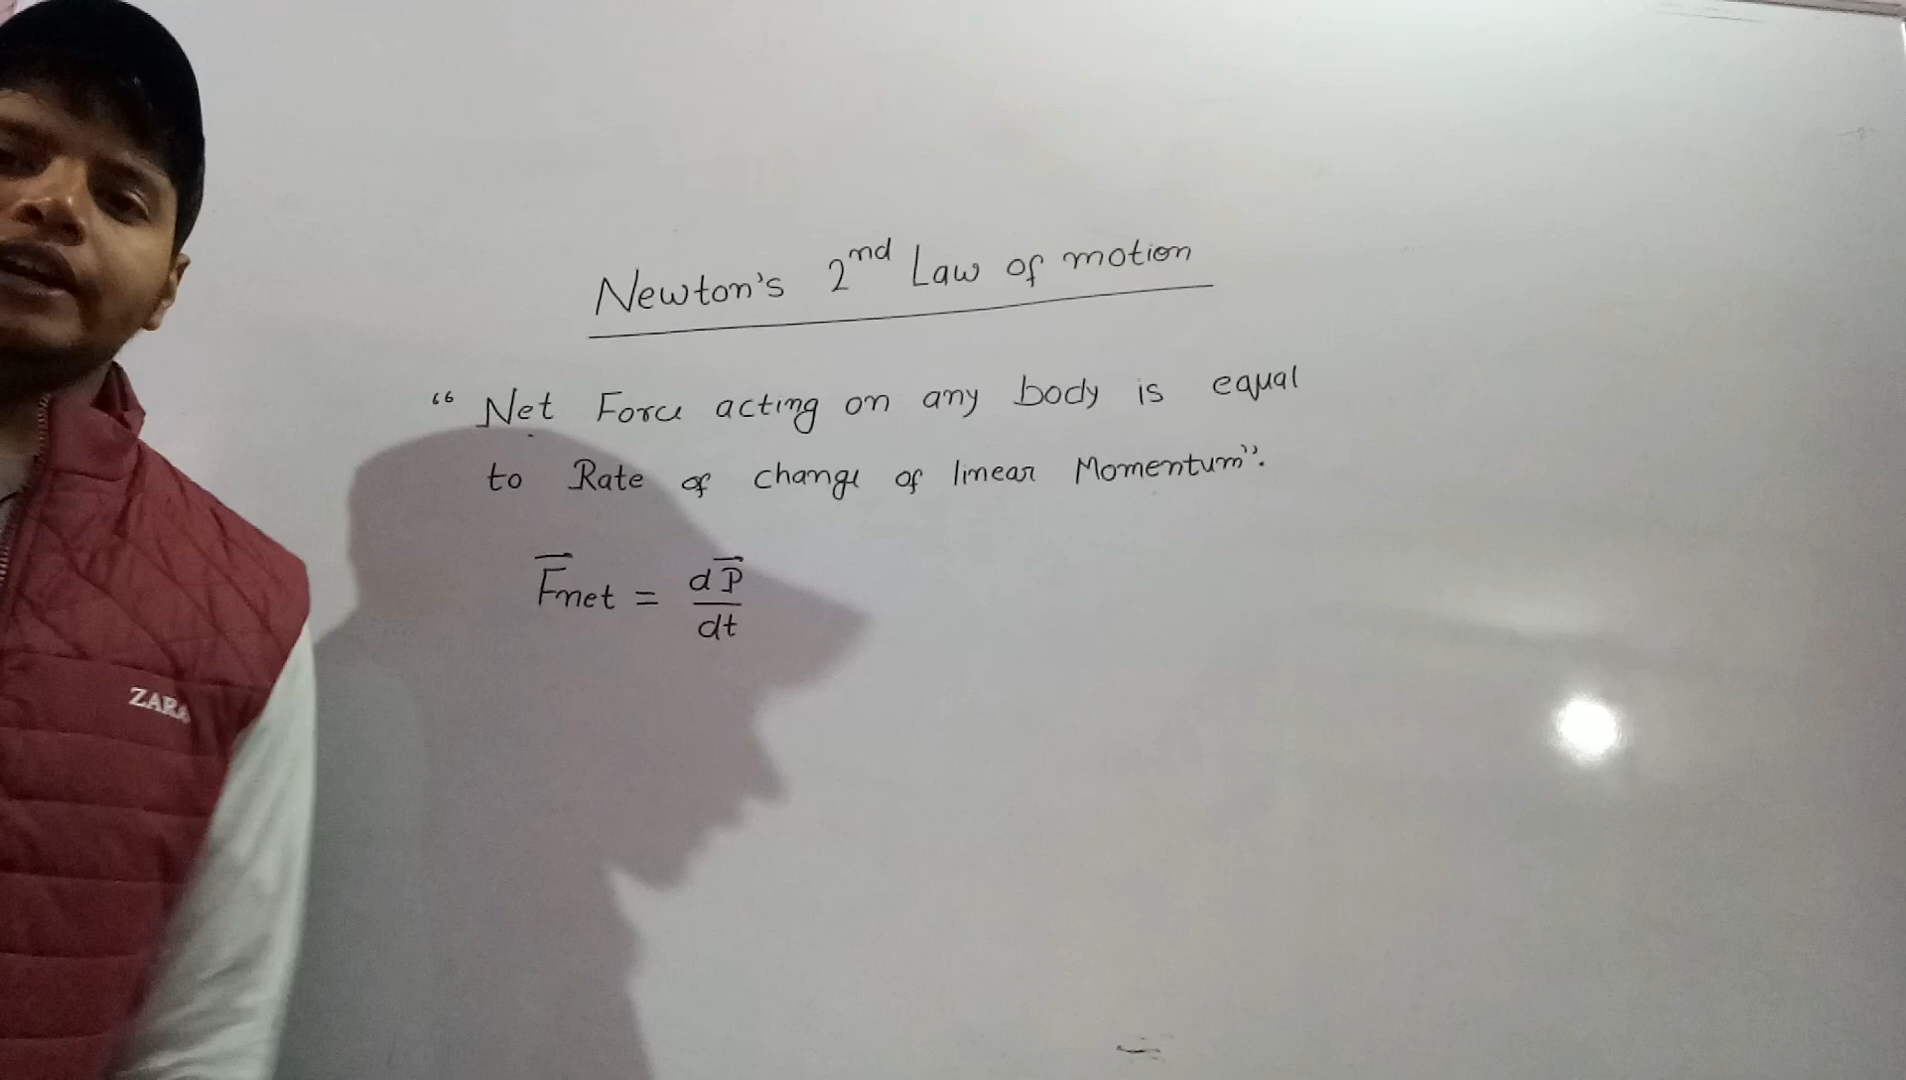 Newton's 2nd Law of motion
“ Net Force acting on any body is equal
to Rate of change of linear Momentum”.
F⃗net = dP⃗/dt
ZARA